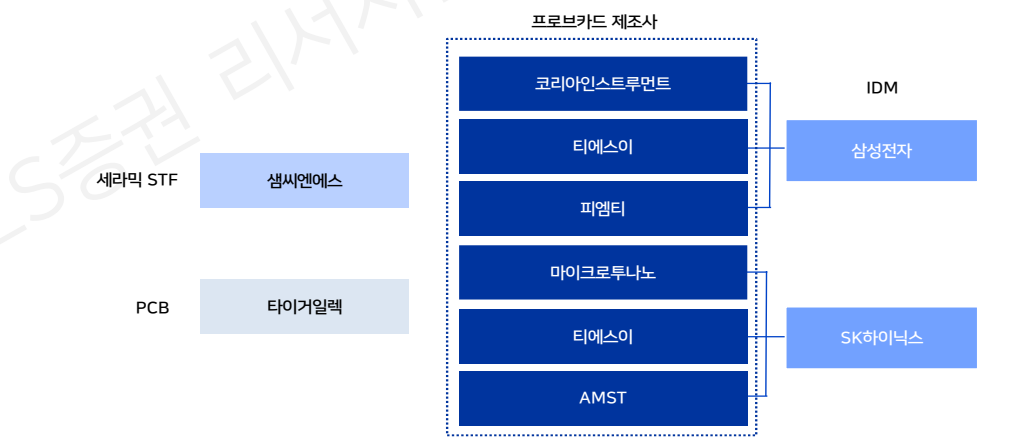 프로브카드 제조사
코리아인스트루먼트
IDM
티에스이
삼성전자
세라믹 STF
샘씨엔에스
피엠티
마이크로투나노
PCB
타이거일렉
티에스이
SK하이닉스
AMST